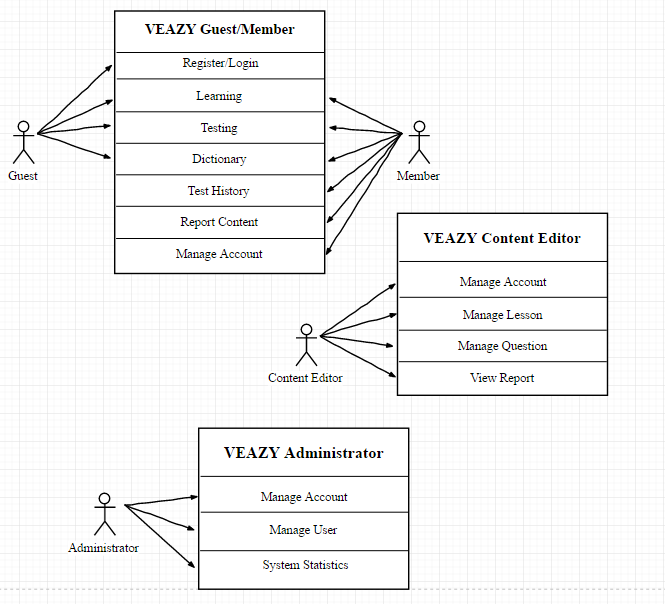 VEAZY Guest/Member
Register/Login
Learning
Testing
Dictionary
Test History
Report Content
Manage Account
Guest
Member
VEAZY Content Editor
Manage Account
Manage Lesson
Manage Question
View Report
Content Editor
VEAZY Administrator
Manage Account
Manage User
System Statistics
Administrator